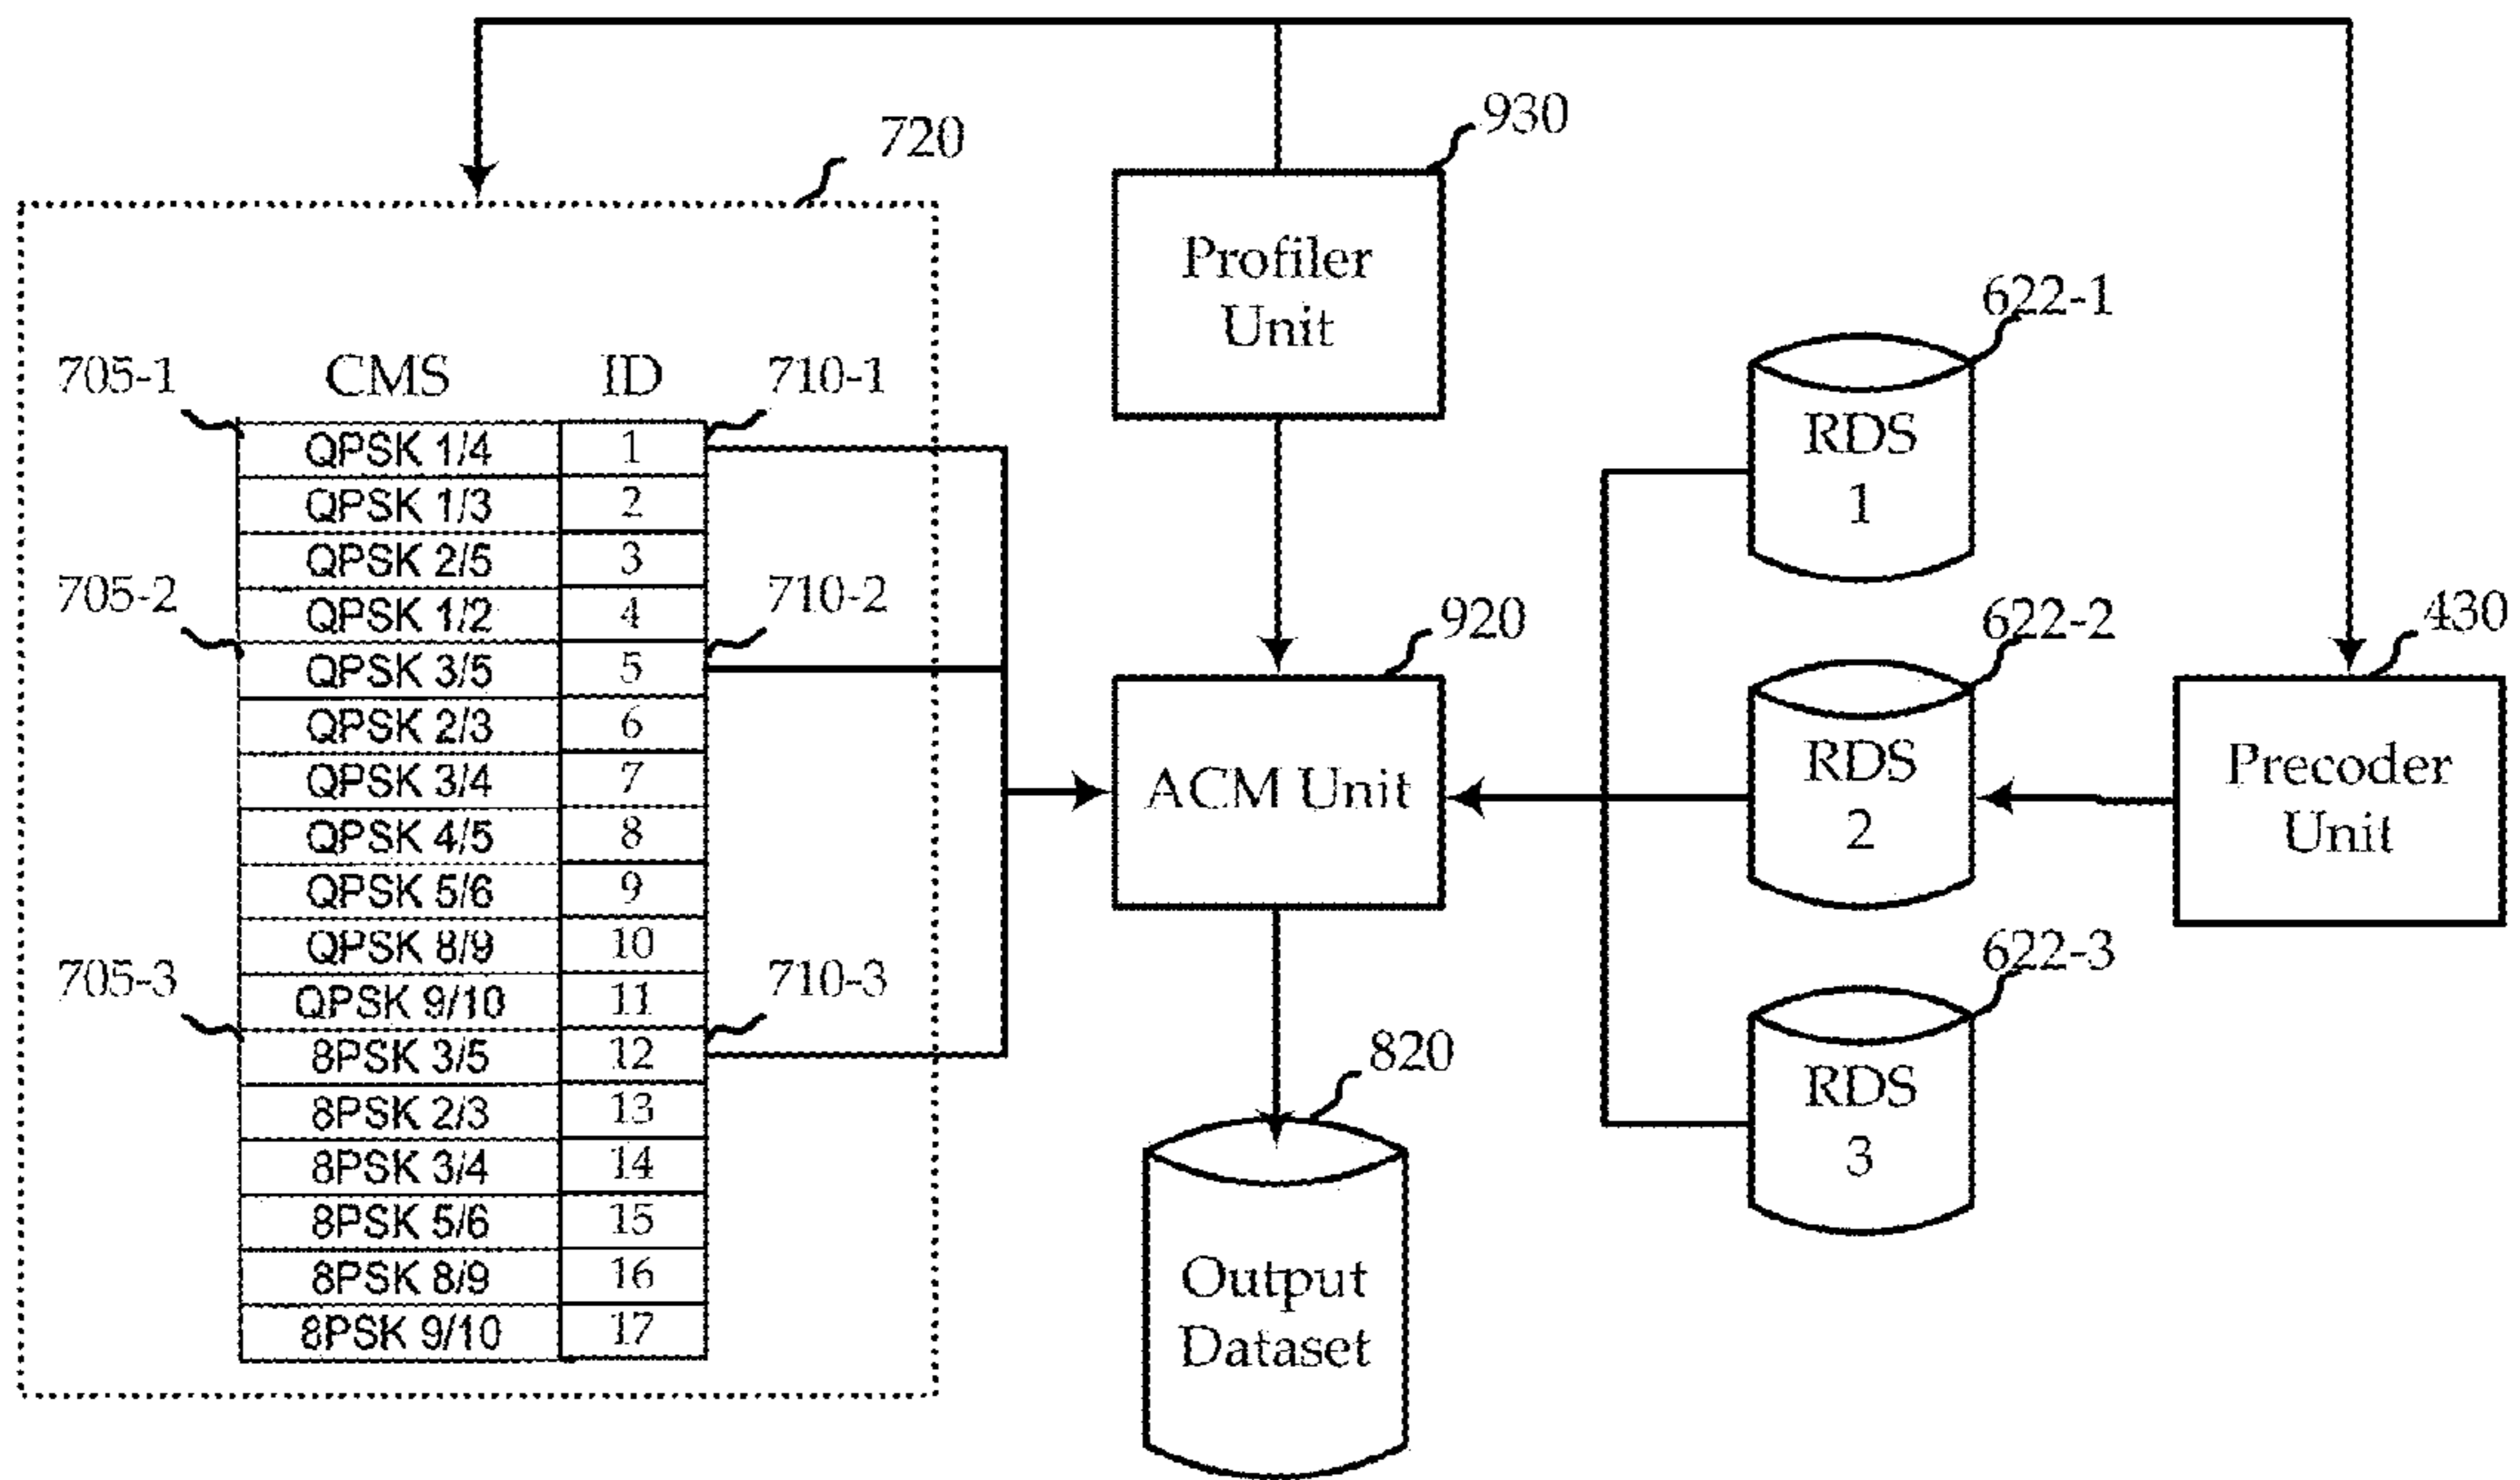 720
930
Profiler
Unit
622-1
705-1
CMS
ID
710-1
QPSK 1/4
1
QPSK 1/3
2
QPSK 2/5
3
705-2
710-2
QPSK 1/2
4
QPSK 3/5
5
QPSK 2/3
6
QPSK 3/4
7
QPSK 4/5
8
QPSK 5/6
9
QPSK 8/9
10
705-3
710-3
QPSK 9/10
11
8PSK 3/5
12
8PSK 2/3
13
8PSK 3/4
14
8PSK 5/6
15
8PSK 8/9
16
8PSK 9/10
17
RDS
1
920
ACM Unit
622-2
RDS
2
430
Precoder
Unit
622-3
RDS
3
820
Output
Dataset